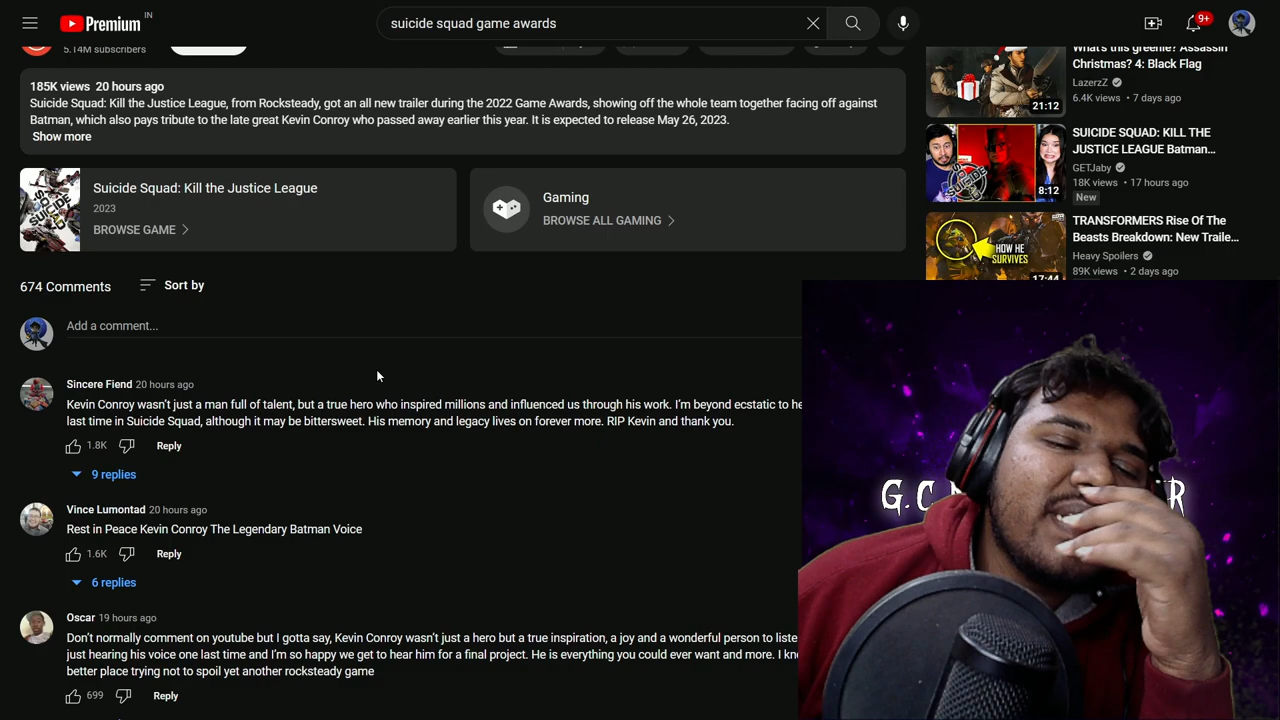 Premium IN
suicide squad game awards
9+
5.14M subscribers
185K views 20 hours ago
Suicide Squad: Kill the Justice League, from Rocksteady, got an all new trailer during the 2022 Game Awards, showing off the whole team together facing off against
Batman, which also pays tribute to the late great Kevin Conroy who passed away earlier this year. It is expected to release May 26, 2023.
Show more
Suicide Squad: Kill the Justice League
2023
BROWSE GAME
Gaming
BROWSE ALL GAMING
674 Comments
Sort by
Add a comment...
Sincere Fiend 20 hours ago
Kevin Conroy wasn't just a man full of talent, but a true hero who inspired millions and influenced us through his work. I'm beyond ecstatic to he
last time in Suicide Squad, although it may be bittersweet. His memory and legacy lives on forever more. RIP Kevin and thank you.
1.8K
Reply
9 replies
Vince Lumontad 20 hours ago
Rest in Peace Kevin Conroy The Legendary Batman Voice
1.6K
Reply
6 replies
Oscar 19 hours ago
Don't normally comment on youtube but I gotta say, Kevin Conroy wasn't just a hero but a true inspiration, a joy and a wonderful person to liste
just hearing his voice one last time and I'm so happy we get to hear him for a final project. He is everything you could ever want and more. I kn
better place trying not to spoil yet another rocksteady game
699
Reply
What's this greenie? Assassin
Christmas? 4: Black Flag
LazerzZ
6.4K views • 7 days ago
21:12
SUICIDE SQUAD: KILL THE
JUSTICE LEAGUE Batman...
GETJaby
18K views • 17 hours ago
New
8:12
TRANSFORMERS Rise Of The
Beasts Breakdown: New Traile...
Heavy Spoilers
89K views • 2 days ago
HOW HE
SURVIVES
17:44
G.C
R